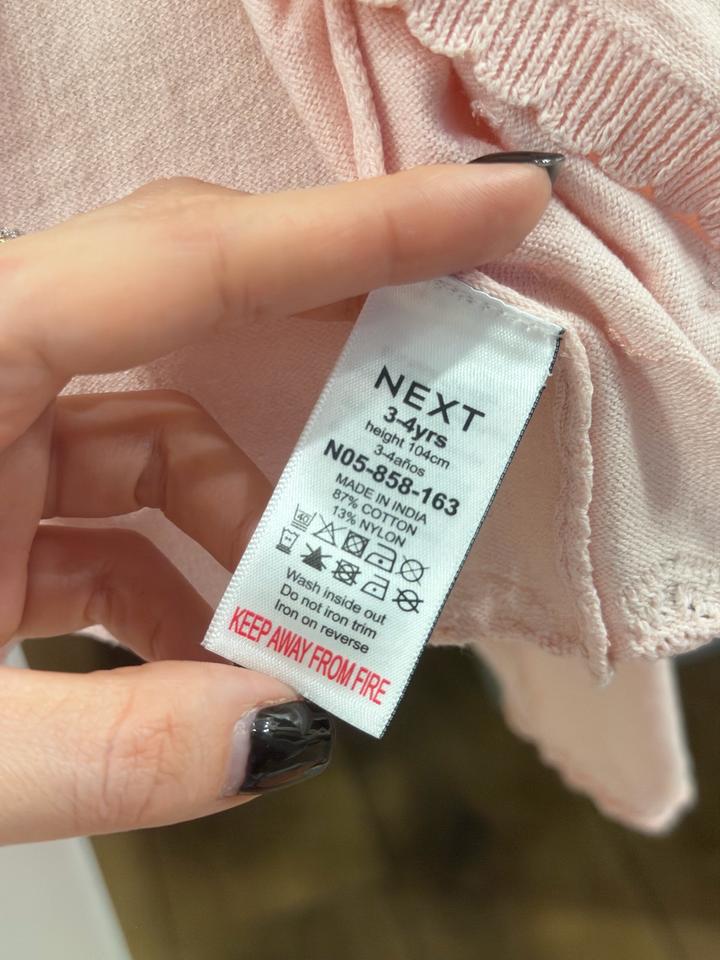 NEXT
3-4yrs
height 104cm
3-4años
N05-858-163
MADE IN INDIA
87% COTTON
13% NYLON
40
Wash inside out
Do not iron trim
Iron on reverse
KEEP AWAY FROM FIRE